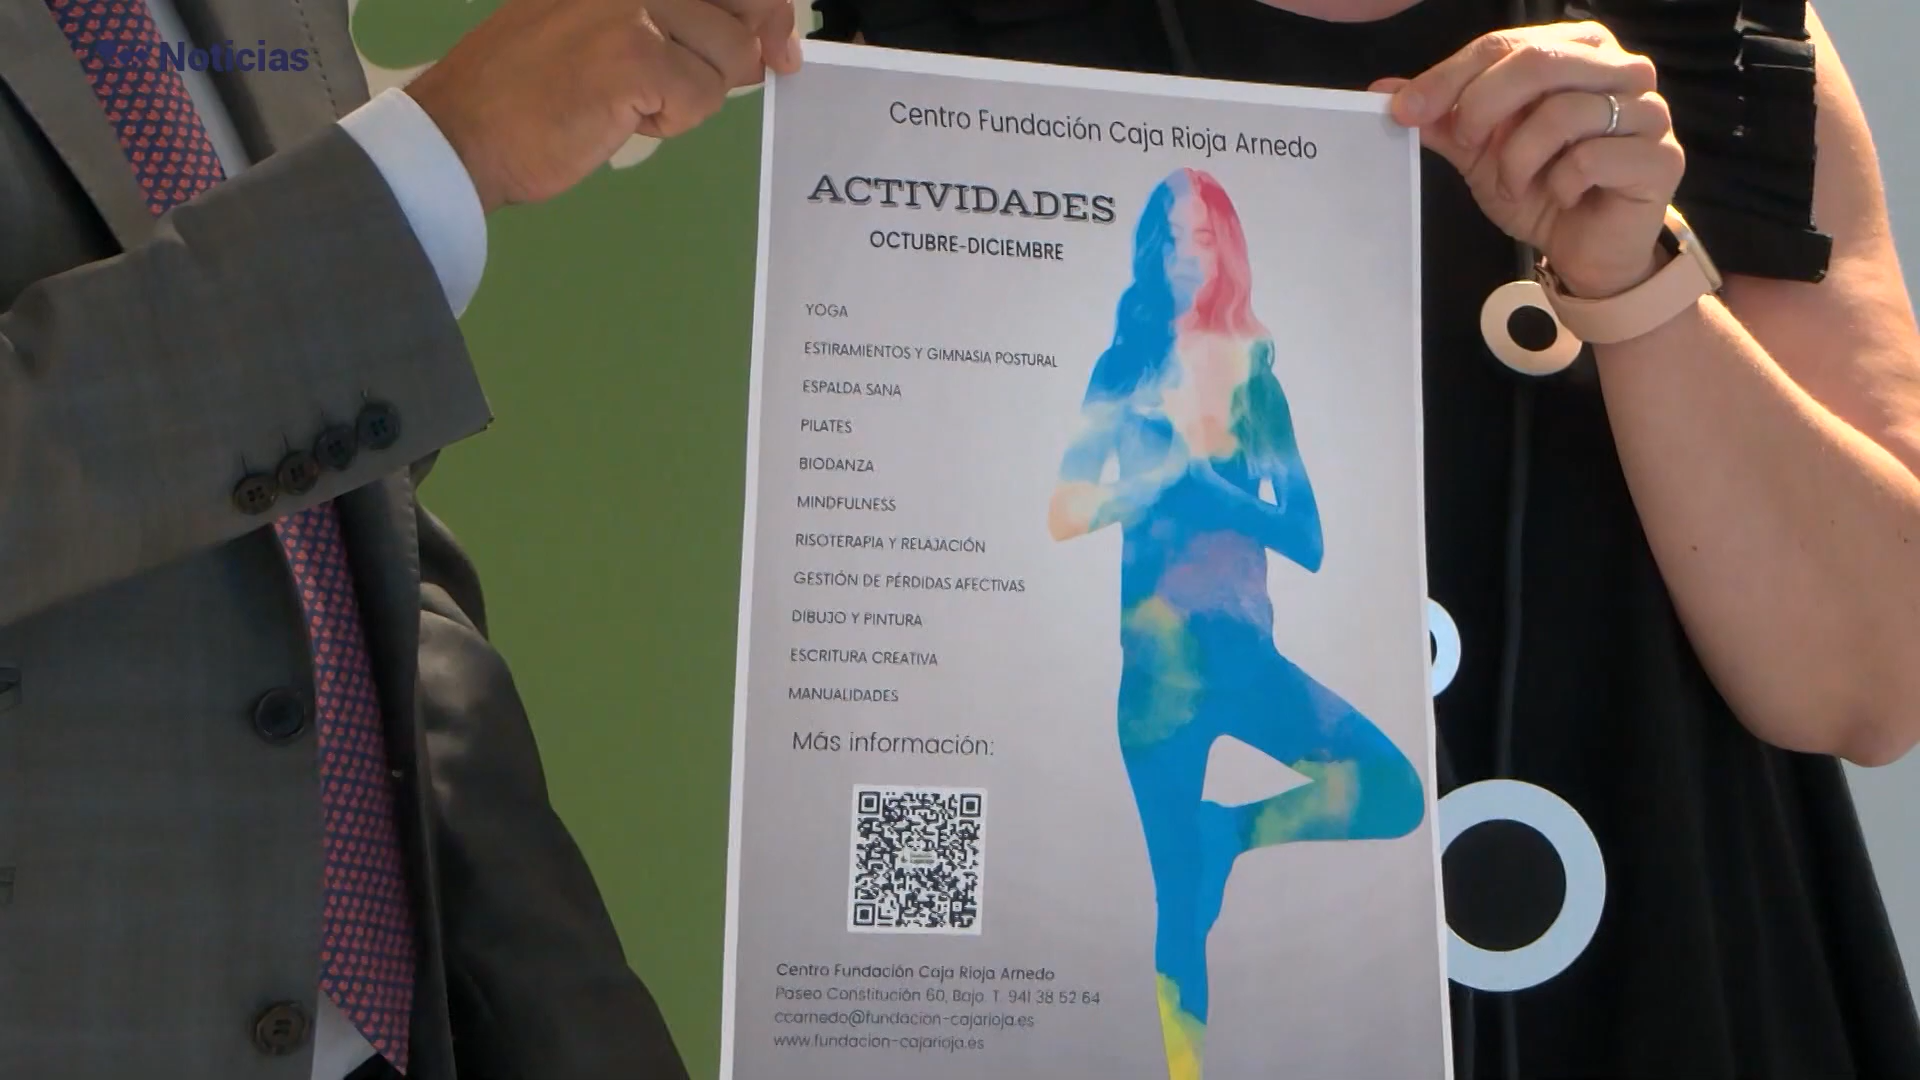 Noticias
Centro Fundación Caja Rioja Arnedo
ACTIVIDADES
OCTUBRE-DICIEMBRE
YOGA
ESTIRAMIENTOS Y GIMNASIA POSTURAL
ESPALDA SANA
PILATES
BIODANZA
MINDFULNESS
RISOTERAPIA Y RELAJACIÓN
GESTIÓN DE PÉRDIDAS AFECTIVAS
DIBUJO Y PINTURA
ESCRITURA CREATIVA
MANUALIDADES
Más información:
Centro Fundación Caja Rioja Arnedo
Paseo Constitución 60, Bajo. T. 941 38 52 64
ccarnedo@fundacion-cajarioja.es
www.fundacion-cajarioja.es